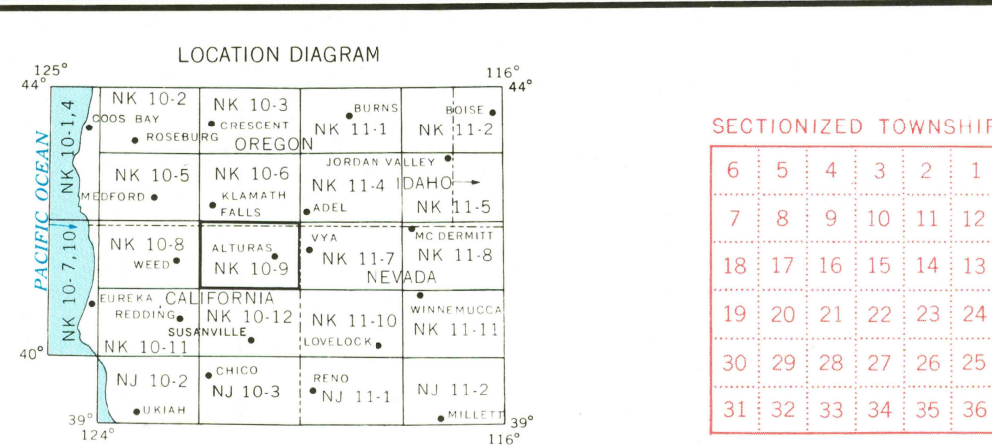 LOCATION DIAGRAM
125° 116°
44° 44°
NK 10-1,4
NK 10-2
COOS BAY
ROSEBURG
NK 10-3
CRESCENT
OREGON
BURNS
NK 11-1
BOISE
NK 11-2
PACIFIC OCEAN
NK 10-5
MEDFORD
NK 10-6
KLAMATH
FALLS
JORDAN VALLEY
NK 11-4
ADEL
IDAHO
NK 11-5
NK 10-7,10
NK 10-8
WEED
ALTURAS
NK 10-9
VYA
NK 11-7
NEVADA
MC DERMITT
NK 11-8
EUREKA
CALIFORNIA
REDDING
NK 10-11
NK 10-12
SUSANVILLE
NK 11-10
LOVELOCK
WINNEMUCCA
NK 11-11
40°
NJ 10-2
UKIAH
CHICO
NJ 10-3
RENO
NJ 11-1
NJ 11-2
MILLETT
39° 39°
124° 116°
SECTIONIZED TOWNSHIP
6 5 4 3 2 1
7 8 9 10 11 12
18 17 16 15 14 13
19 20 21 22 23 24
30 29 28 27 26 25
31 32 33 34 35 36